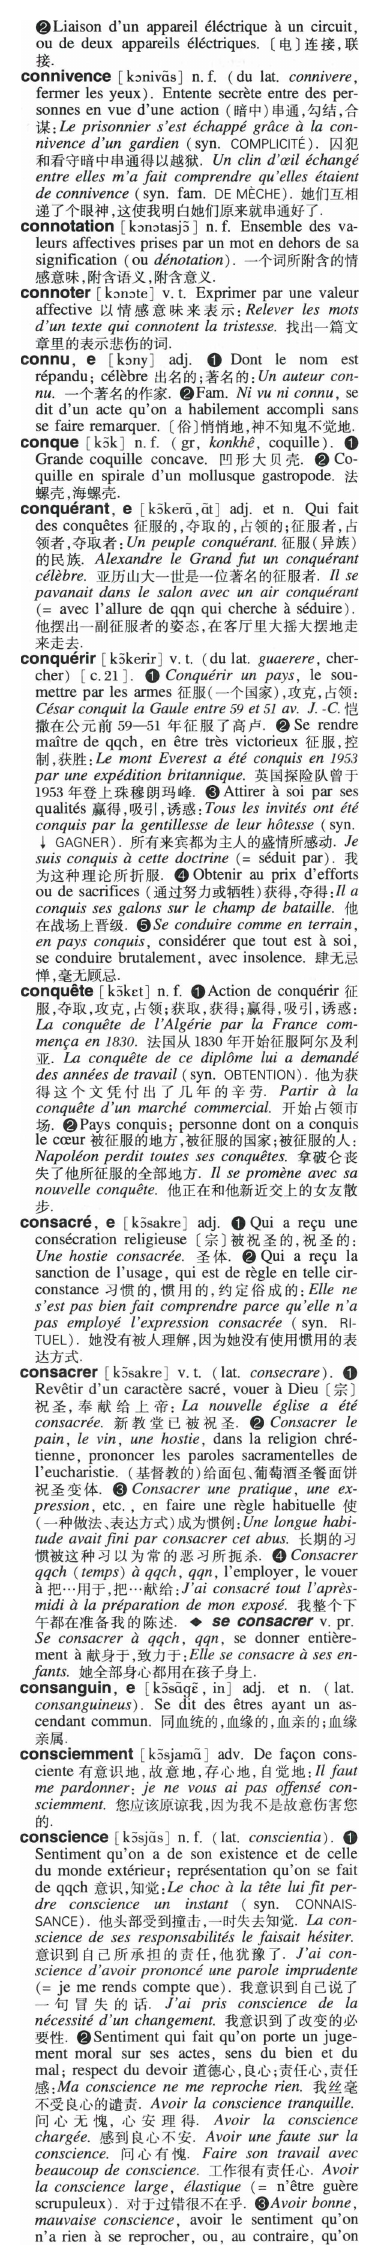 ❷Liaison d'un appareil éléctrique à un circuit,
ou de deux appareils éléctriques. 〔电〕连接,联
接.
connivence [kɔnivɑ̃s] n. f. (du lat. connivere,
fermer les yeux). Entente secrète entre des per-
sonnes en vue d'une action (暗中)串通,勾结,合
谋:Le prisonnier s'est échappé grâce à la con-
nivence d'un gardien (syn. COMPLICITÉ). 囚犯
和看守暗中串通得以越狱. Un clin d'œil échangé
entre elles m'a fait comprendre qu'elles étaient
de connivence (syn. fam. DE MÈCHE). 她们互相
递了个眼神,这使我明白她们原来就串通好了.
connotation [kɔnɔtasjɔ̃] n. f. Ensemble des va-
leurs affectives prises par un mot en dehors de sa
signification (ou dénotation). 一个词所附含的情
感意味,附含语义,附含意义.
connoter [kɔnɔte] v. t. Exprimer par une valeur
affective 以情感意味来表示:Relever les mots
d'un texte qui connotent la tristesse. 找出一篇文
章里的表示悲伤的词.
connu, e [kɔny] adj. ❶ Dont le nom est
répandu; célèbre 出名的;著名的:Un auteur con-
nu. 一个著名的作家. ❷Fam. Ni vu ni connu, se
dit d'un acte qu'on a habilement accompli sans
se faire remarquer. 〔俗〕悄悄地,神不知鬼不觉地.
conque [kɔ̃k] n. f. (gr, konkhê, coquille). ❶
Grande coquille concave. 凹形大贝壳. ❷ Co-
quille en spirale d'un mollusque gastropode. 法
螺壳,海螺壳.
conquérant, e [kɔ̃kerɑ̃,ɑ̃t] adj. et n. Qui fait
des conquêtes 征服的,夺取的,占领的;征服者,占
领者,夺取者:Un peuple conquérant. 征服(异族)
的民族. Alexandre le Grand fut un conquérant
célèbre. 亚历山大一世是一位著名的征服者. Il se
pavanait dans le salon avec un air conquérant
(= avec l'allure de qqn qui cherche à séduire).
他摆出一副征服者的姿态,在客厅里大摇大摆地走
来走去.
conquérir [kɔ̃kerir] v. t. (du lat. guaerere, cher-
cher) [c. 21]. ❶ Conquérir un pays, le sou-
mettre par les armes 征服(一个国家),攻克,占领:
César conquit la Gaule entre 59 et 51 av. J. -C. 恺
撒在公元前 59—51 年征服了高卢. ❷ Se rendre
maître de qqch, en être très victorieux 征服,控
制,获胜:Le mont Everest a été conquis en 1953
par une expédition britannique. 英国探险队曾于
1953 年登上珠穆朗玛峰. ❸ Attirer à soi par ses
qualités 赢得,吸引,诱惑:Tous les invités ont été
conquis par la gentillesse de leur hôtesse (syn.
↓ GAGNER). 所有来宾都为主人的盛情所感动. Je
suis conquis à cette doctrine (= séduit par). 我
为这种理论所折服. ❹ Obtenir au prix d'efforts
ou de sacrifices (通过努力或牺牲)获得,夺得:Il a
conquis ses galons sur le champ de bataille. 他
在战场上晋级. ❺Se conduire comme en terrain,
en pays conquis, considérer que tout est à soi,
se conduire brutalement, avec insolence. 肆无忌
惮,毫无顾忌.
conquête [kɔ̃kɛt] n. f. ❶Action de conquérir 征
服,夺取,攻克,占领;获取,获得;赢得,吸引,诱惑:
La conquête de l'Algérie par la France com-
mença en 1830. 法国从 1830 年开始征服阿尔及利
亚. La conquête de ce diplôme lui a demandé
des années de travail (syn. OBTENTION). 他为获
得这个文凭付出了几年的辛劳. Partir à la
conquête d'un marché commercial. 开始占领市
场. ❷Pays conquis; personne dont on a conquis
le cœur 被征服的地方,被征服的国家;被征服的人:
Napoléon perdit toutes ses conquêtes. 拿破仑丧
失了他所征服的全部地方. Il se promène avec sa
nouvelle conquête. 他正在和他新近交上的女友散
步.
consacré, e [kɔ̃sakre] adj. ❶ Qui a reçu une
consécration religieuse 〔宗〕被祝圣的,祝圣的:
Une hostie consacrée. 圣体. ❷ Qui a reçu la
sanction de l'usage, qui est de règle en telle cir-
constance 习惯的,惯用的,约定俗成的:Elle ne
s'est pas bien fait comprendre parce qu'elle n'a
pas employé l'expression consacrée (syn. RI-
TUEL). 她没有被人理解,因为她没有使用惯用的表
达方式.
consacrer [kɔ̃sakre] v. t. (lat. consecrare). ❶
Revêtir d'un caractère sacré, vouer à Dieu 〔宗〕
祝圣,奉献给上帝:La nouvelle église a été
consacrée. 新教堂已被祝圣. ❷ Consacrer le
pain, le vin, une hostie, dans la religion chré-
tienne, prononcer les paroles sacramentelles de
l'eucharistie. (基督教的)给面包、葡萄酒圣餐面饼
祝圣变体. ❸ Consacrer une pratique, une ex-
pression, etc. , en faire une règle habituelle 使
(一种做法、表达方式)成为惯例:Une longue habi-
tude avait fini par consacrer cet abus. 长期的习
惯被这种习以为常的恶习所扼杀. ❹ Consacrer
qqch (temps) à qqch, qqn, l'employer, le vouer
à 把…用于,把…献给:J'ai consacré tout l'après-
midi à la préparation de mon exposé. 我整个下
午都在准备我的陈述. ◆ se consacrer v. pr.
Se consacrer à qqch, qqn, se donner entière-
ment à 献身于,致力于:Elle se consacre à ses en-
fants. 她全部身心都用在孩子身上.
consanguin, e [kɔ̃sɑ̃gɛ̃, in] adj. et n. (lat.
consanguineus). Se dit des êtres ayant un as-
cendant commun. 同血统的,血缘的,血亲的;血缘
亲属.
consciemment [kɔ̃sjamɑ̃] adv. De façon cons-
ciente 有意识地,故意地,存心地,自觉地:Il faut
me pardonner: je ne vous ai pas offensé con-
sciemment. 您应该原谅我,因为我不是故意伤害您
的.
conscience [kɔ̃sjɑ̃s] n. f. (lat. conscientia). ❶
Sentiment qu'on a de son existence et de celle
du monde extérieur; représentation qu'on se fait
de qqch 意识,知觉:Le choc à la tête lui fit per-
dre conscience un instant ( syn. CONNAIS-
SANCE). 他头部受到撞击,一时失去知觉. La con-
science de ses responsabilités le faisait hésiter.
意识到自己所承担的责任,他犹豫了. J'ai con-
science d'avoir prononcé une parole imprudente
(= je me rends compte que). 我意识到自己说了
一句冒失的话. J'ai pris conscience de la
nécessité d'un changement. 我意识到了改变的必
要性. ❷Sentiment qui fait qu'on porte un juge-
ment moral sur ses actes, sens du bien et du
mal; respect du devoir 道德心,良心;责任心,责任
感:Ma conscience ne me reproche rien. 我丝毫
不受良心的谴责. Avoir la conscience tranquille.
问心无愧,心安理得. Avoir la conscience
chargée. 感到良心不安. Avoir une faute sur la
conscience. 问心有愧. Faire son travail avec
beaucoup de conscience. 工作很有责任心. Avoir
la conscience large, élastique (= n'être guère
scrupuleux). 对于过错很不在乎. ❸Avoir bonne,
mauvaise conscience, avoir le sentiment qu'on
n'a rien à se reprocher, ou, au contraire, qu'on